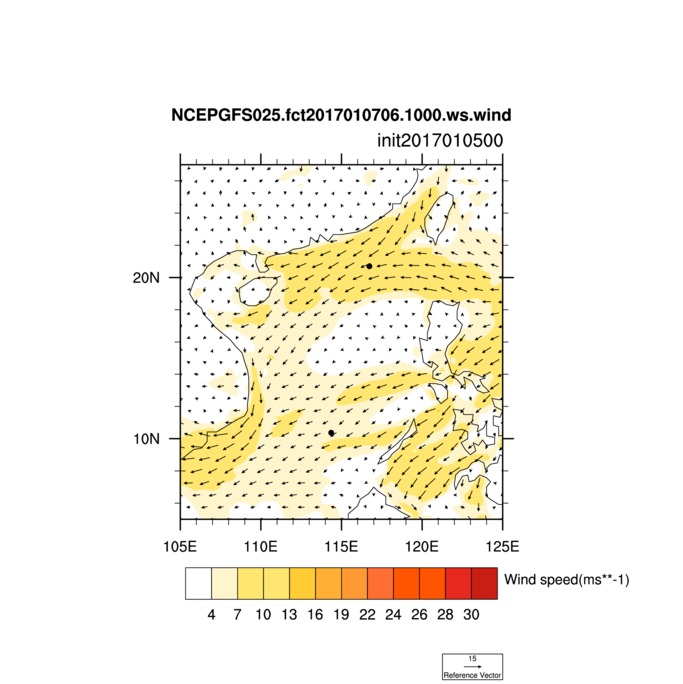 NCEPGFS025.fct2017010706.1000.ws.wind
init2017010500
20N
10N
105E 110E 115E 120E 125E
Wind speed(ms**-1)
4 7 10 13 16 19 22 24 26 28 30
15
Reference Vector